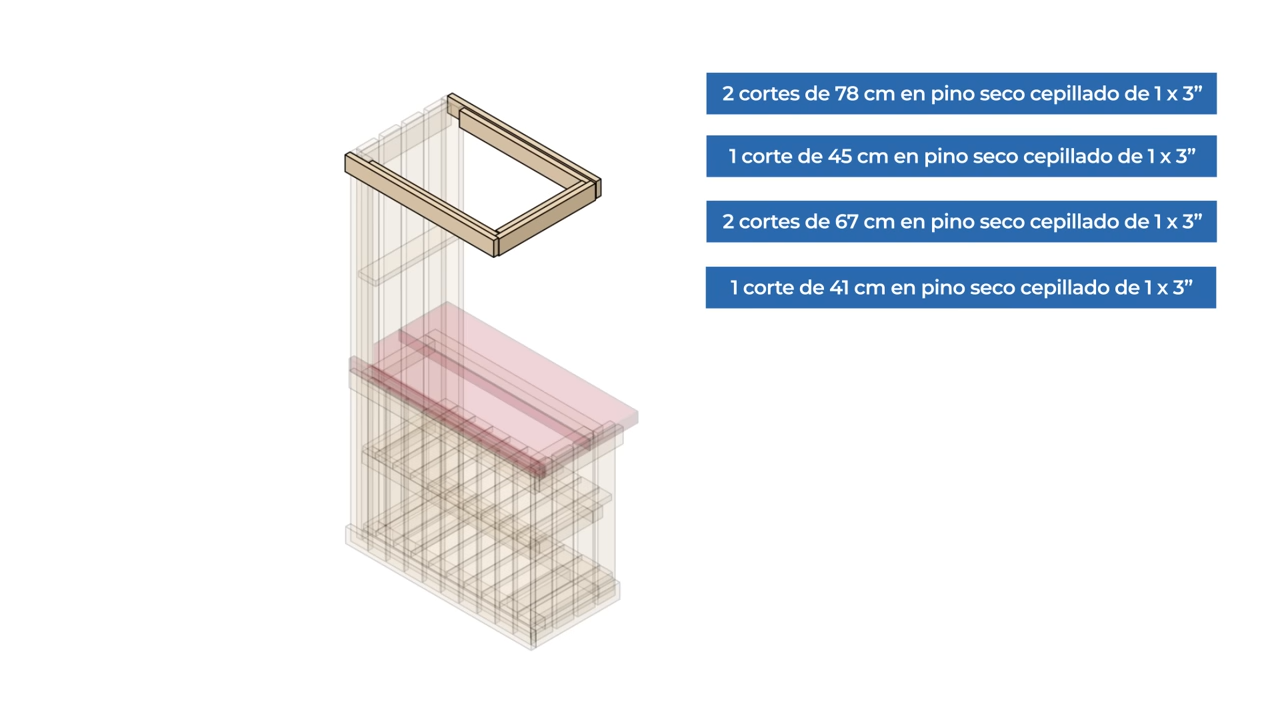 2 cortes de 78 cm en pino seco cepillado de 1 x 3”
1 corte de 45 cm en pino seco cepillado de 1 x 3”
2 cortes de 67 cm en pino seco cepillado de 1 x 3”
1 corte de 41 cm en pino seco cepillado de 1 x 3”